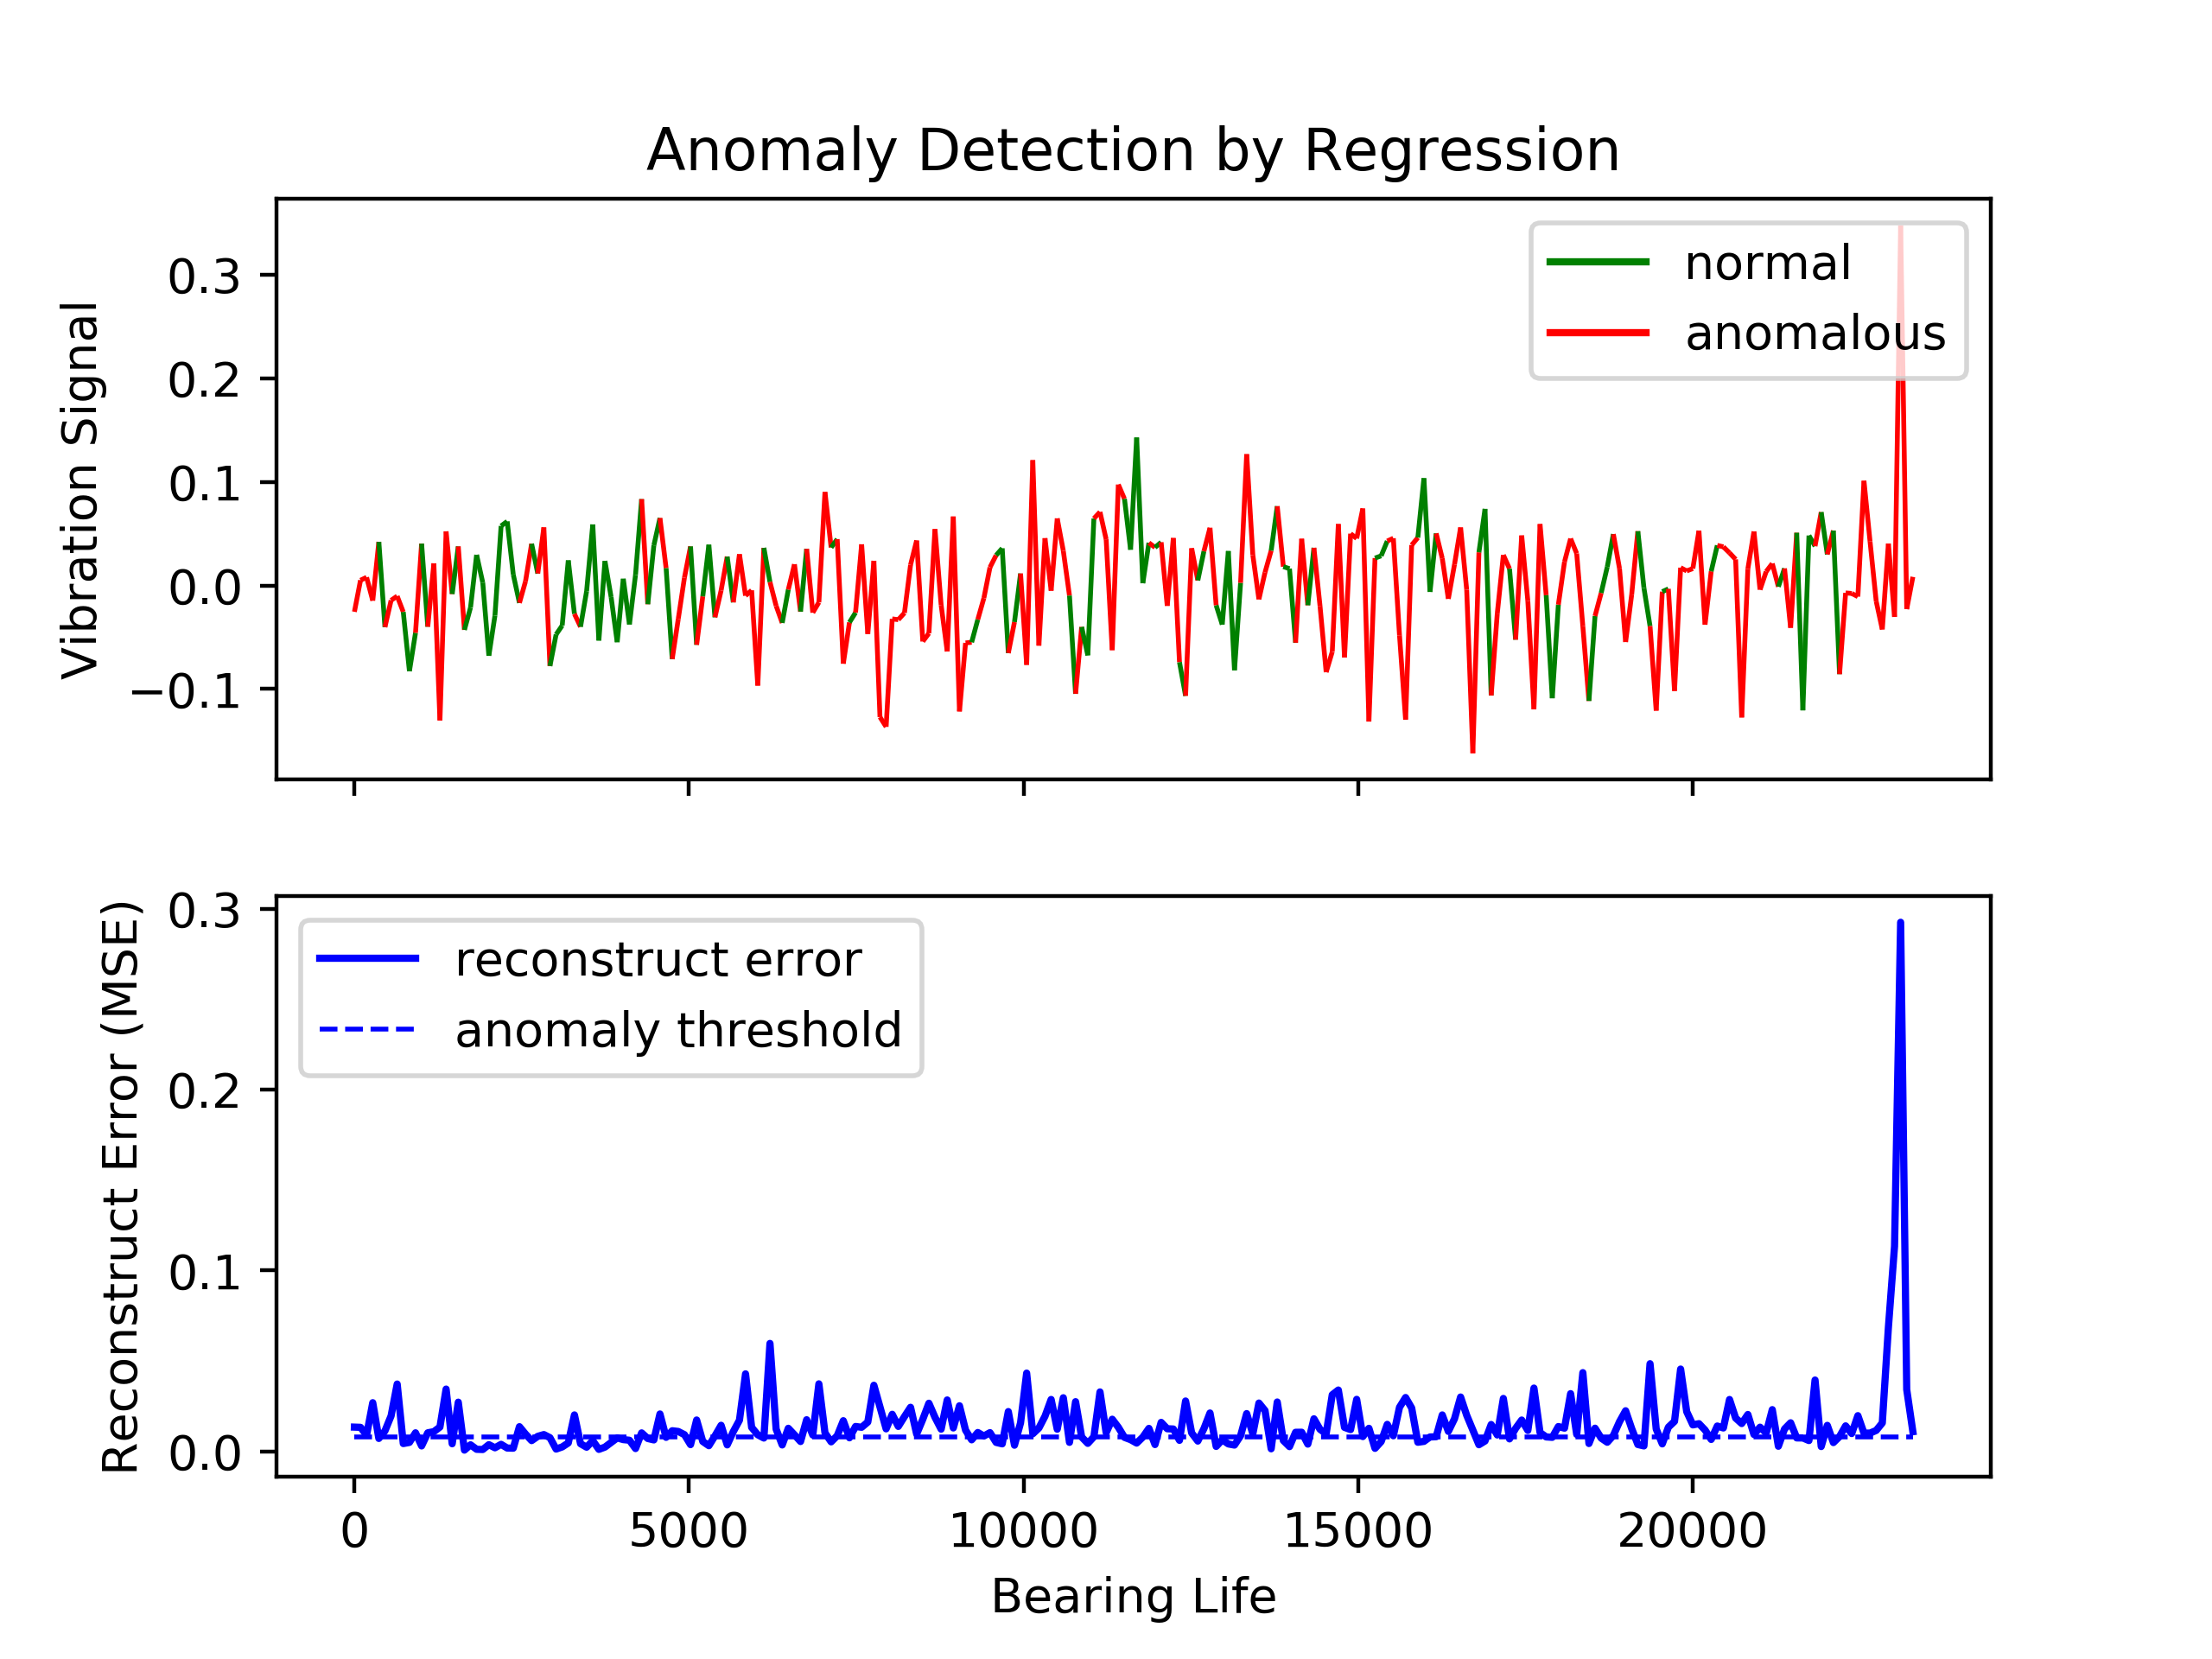 Anomaly Detection by Regression
Vibration Signal
0.3
0.2
0.1
0.0
−0.1
normal
anomalous
Reconstruct Error (MSE)
0.3
0.2
0.1
0.0
reconstruct error
anomaly threshold
0 5000 10000 15000 20000
Bearing Life